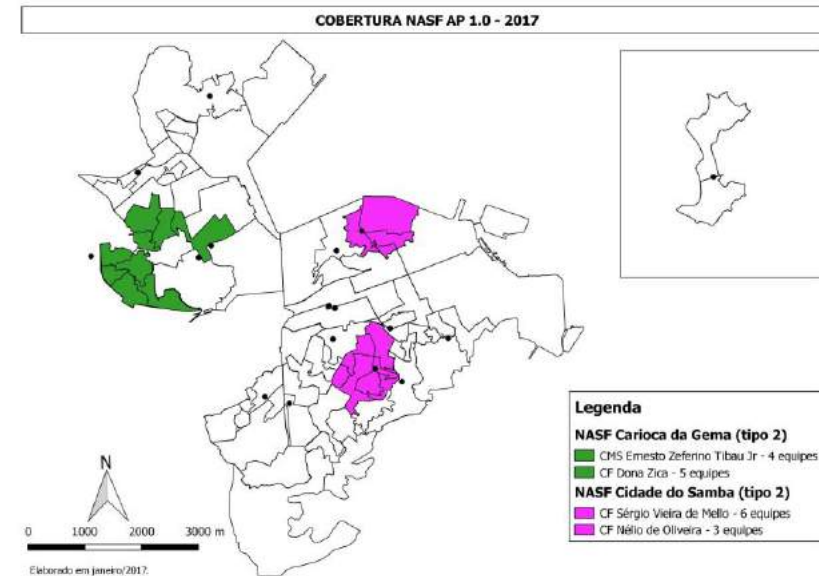 COBERTURA NASF AP 1.0 - 2017
Legenda
NASF Carioca da Gema (tipo 2)
CMS Ernesto Zeferino Tibau Jr - 4 equipes
CF Dona Zica - 5 equipes
NASF Cidade do Samba (tipo 2)
CF Sérgio Vieira de Mello - 6 equipes
CF Nélio de Oliveira - 3 equipes
N
0 1000 2000 3000 m
Elaborado em janeiro/2017.